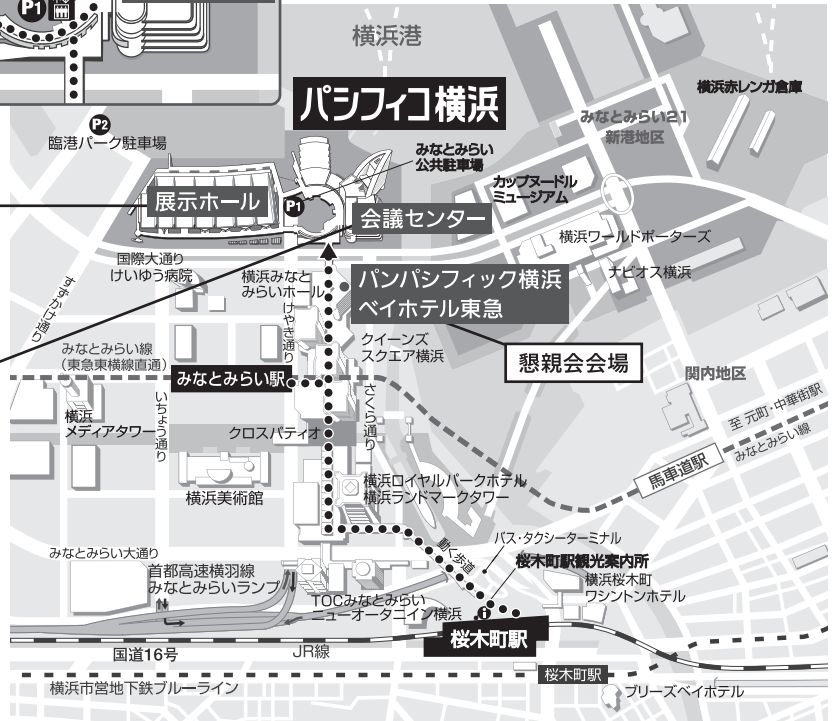 P1
横浜港
パシフィコ横浜
横浜赤レンガ倉庫
みなとみらい21
新港地区
P2
臨港パーク駐車場
みなとみらい
公共駐車場
カップヌードル
ミュージアム
展示ホール
P1
会議センター
横浜ワールドポーターズ
ナビオス横浜
国際大通り
けいゆう病院
横浜みなと
みらいホール
パンパシフィック横浜
ベイホテル東急
すずかけ通り
けやき通り
クイーンズ
スクエア横浜
懇親会会場
みなとみらい線
（東急東横線直通）
みなとみらい駅
関内地区
さくら通り
いちょう通り
横浜
メディアタワー
クロスパティオ
至 元町・中華街駅
みなとみらい線
馬車道駅
横浜美術館
横浜ロイヤルパークホテル
横浜ランドマークタワー
動く歩道
バス・タクシーターミナル
桜木町駅観光案内所
みなとみらい大通り
首都高速横羽線
みなとみらいランプ
横浜桜木町
ワシントンホテル
TOCみなとみらい
ニューオータニイン横浜
i
桜木町駅
国道16号
JR線
桜木町駅
横浜市営地下鉄ブルーライン
ブリーズベイホテル